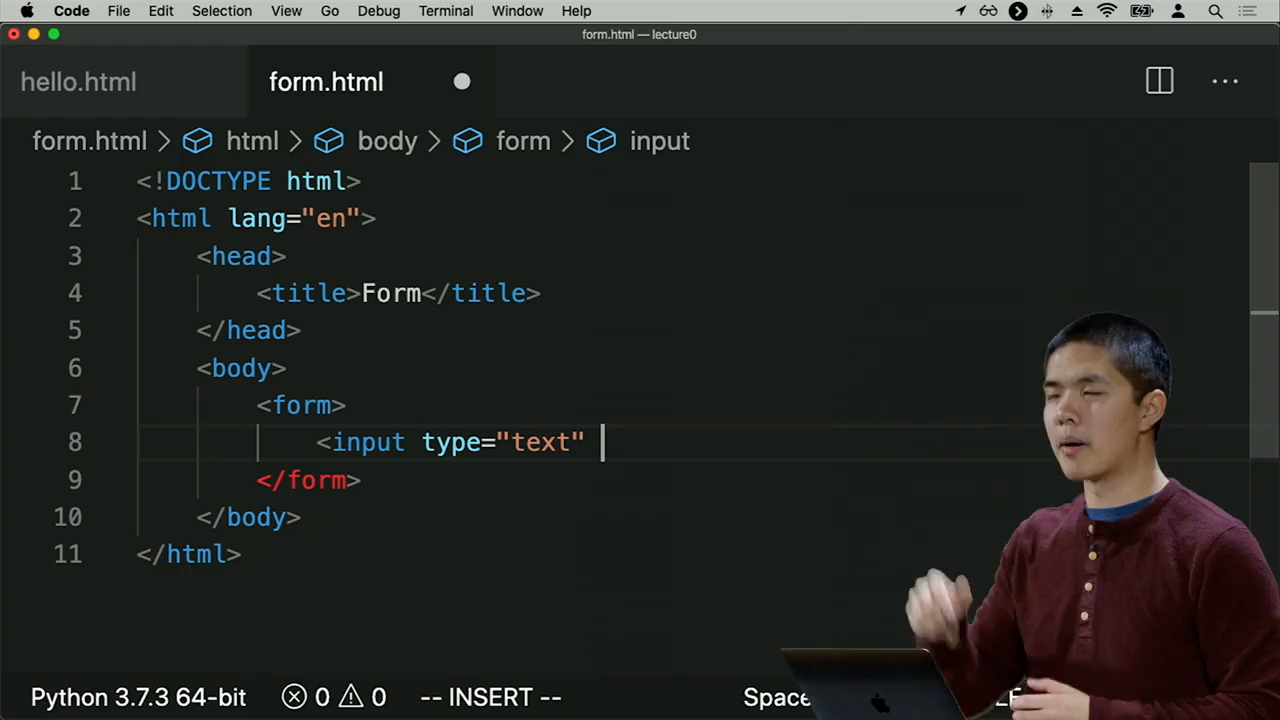 Code File Edit Selection View Go Debug Terminal Window Help
form.html — lecture0
hello.html form.html
form.html > html > body > form > input
1 <!DOCTYPE html>
2 <html lang="en">
3 <head>
4 <title>Form</title>
5 </head>
6 <body>
7 <form>
8 <input type="text"
9 </form>
10 </body>
11 </html>
Python 3.7.3 64-bit 0 0 -- INSERT --